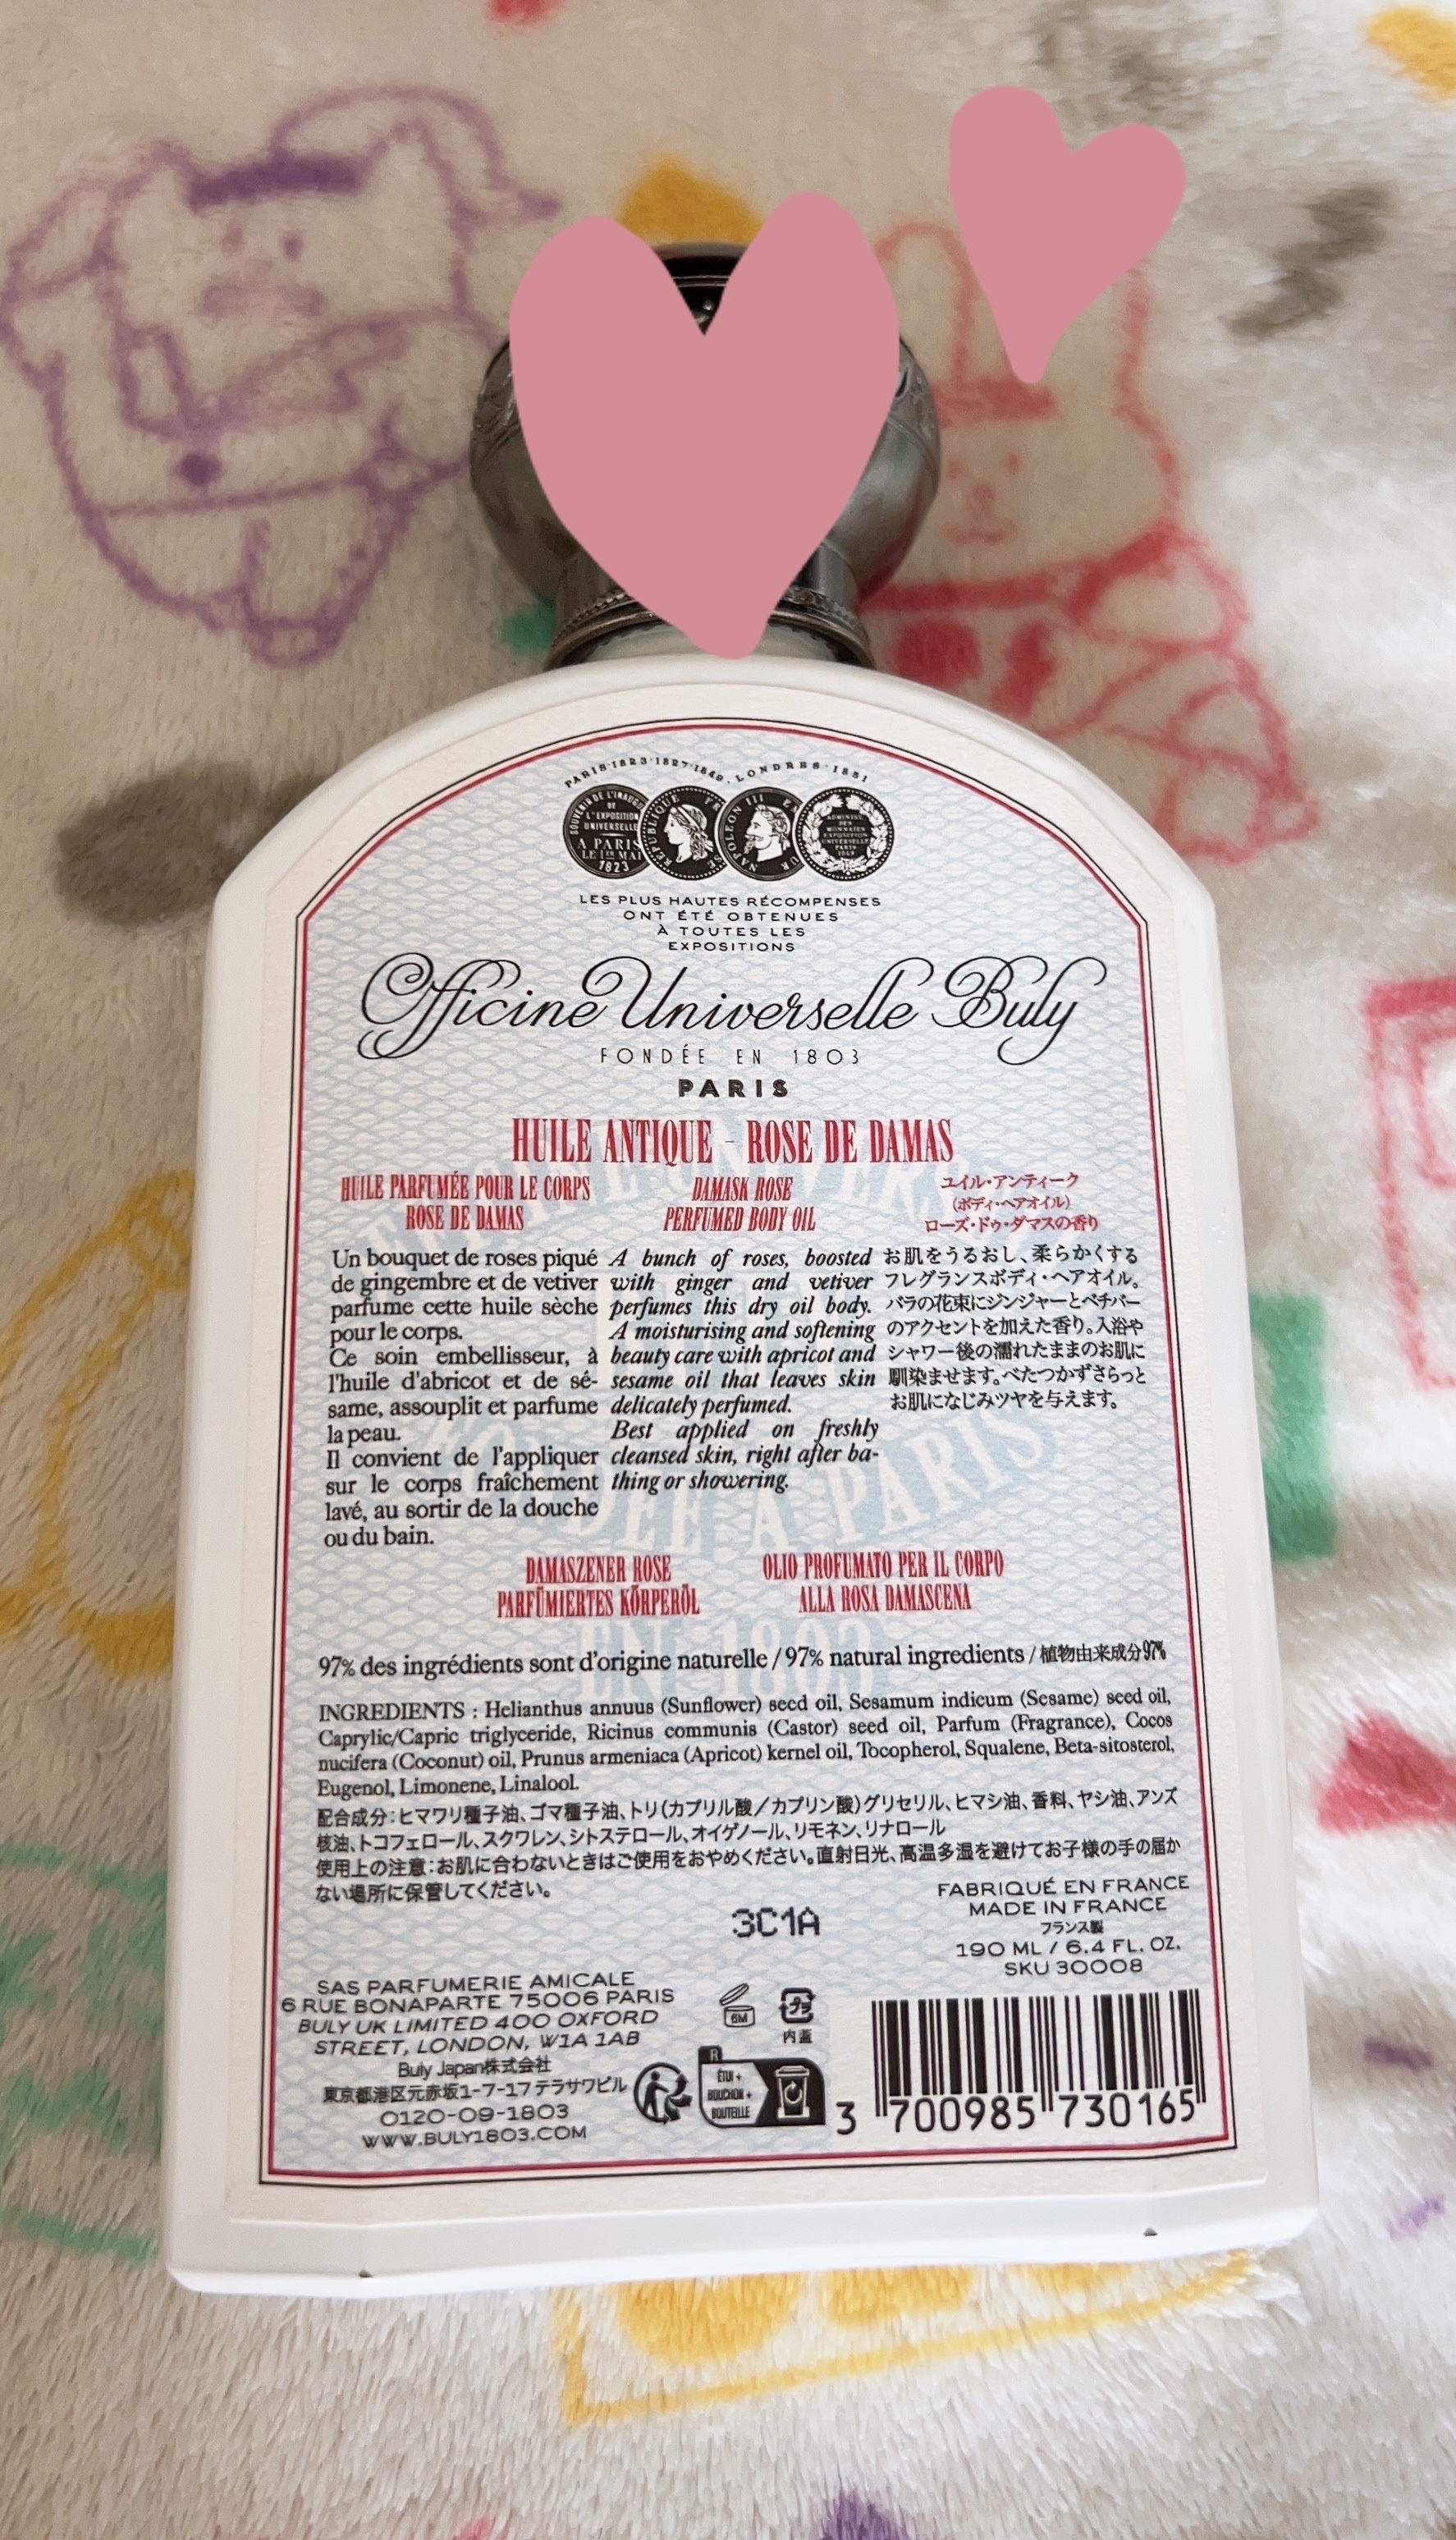 PARIS·1823·1827·1849·LONDRES·1851
SOUVENIR DE L'INAUGU
DE
L'EXPOSITION
UNIVERSELLE
A PARIS
LE 1ER MAI
1823
RÉPUBLIQUE FR SE
NAPOLEON III EM UR
ADMINIST
DES
MONNAIES
EXPOSITION
UNIVERSELLE
PARIS
1849
LES PLUS HAUTES RÉCOMPENSES
ONT ÉTÉ OBTENUES
À TOUTES LES
EXPOSITIONS
Officine Universelle Buly
FONDÉE EN 1803
PARIS
HUILE ANTIQUE - ROSE DE DAMAS
HUILE PARFUMÉE POUR LE CORPS
ROSE DE DAMAS
Un bouquet de roses piqué
de gingembre et de vetiver
parfume cette huile sèche
pour le corps.
Ce soin embellisseur, à
l'huile d'abricot et de sé-
same, assouplit et parfume
la peau.
Il convient de l'appliquer
sur le corps fraîchement
lavé, au sortir de la douche
ou du bain.
DAMASK ROSE
PERFUMED BODY OIL
A bunch of roses, boosted
with ginger and vetiver
perfumes this dry oil body.
A moisturising and softening
beauty care with apricot and
sesame oil that leaves skin
delicately perfumed.
Best applied on freshly
cleansed skin, right after ba-
thing or showering.
ユイル・アンティーク
(ボディ・ヘアオイル)
ローズ・ドゥ・ダマスの香り
お肌をうるおし、柔らかくする
フレグランスボディ・ヘアオイル。
バラの花束にジンジャーとベチバー
のアクセントを加えた香り。入浴や
シャワー後の濡れたままのお肌に
馴染ませます。べたつかずさらっと
お肌になじみツヤを与えます。
DAMASZENER ROSE
PARFÜMIERTES KÖRPERÖL
OLIO PROFUMATO PER IL CORPO
ALLA ROSA DAMASCENA
97% des ingrédients sont d'origine naturelle / 97% natural ingredients / 植物由来成分97%
INGREDIENTS : Helianthus annuus (Sunflower) seed oil, Sesamum indicum (Sesame) seed oil,
Caprylic/Capric triglyceride, Ricinus communis (Castor) seed oil, Parfum (Fragrance), Cocos
nucifera (Coconut) oil, Prunus armeniaca (Apricot) kernel oil, Tocopherol, Squalene, Beta-sitosterol,
Eugenol, Limonene, Linalool.
配合成分:ヒマワリ種子油、ゴマ種子油、トリ(カプリル酸/カプリン酸)グリセリル、ヒマシ油、香料、ヤシ油、アンズ
核油、トコフェロール、スクワレン、シトステロール、オイゲノール、リモネン、リナロール
使用上の注意:お肌に合わないときはご使用をおやめください。直射日光、高温多湿を避けてお子様の手の届か
ない場所に保管してください。
3C1A
FABRIQUÉ EN FRANCE
MADE IN FRANCE
フランス製
190 ML / 6.4 FL. OZ.
SKU 30008
SAS PARFUMERIE AMICALE
6 RUE BONAPARTE 75006 PARIS
BULY UK LIMITED 400 OXFORD
STREET, LONDON, W1A 1AB
Buly Japan株式会社
東京都港区元赤坂1-7-17テラサワビル
0120-09-1803
WWW.BULY1803.COM
6M
プラ
内蓋
R
ÉTUI +
BOUCHON +
BOUTEILLE
3 700985 730165